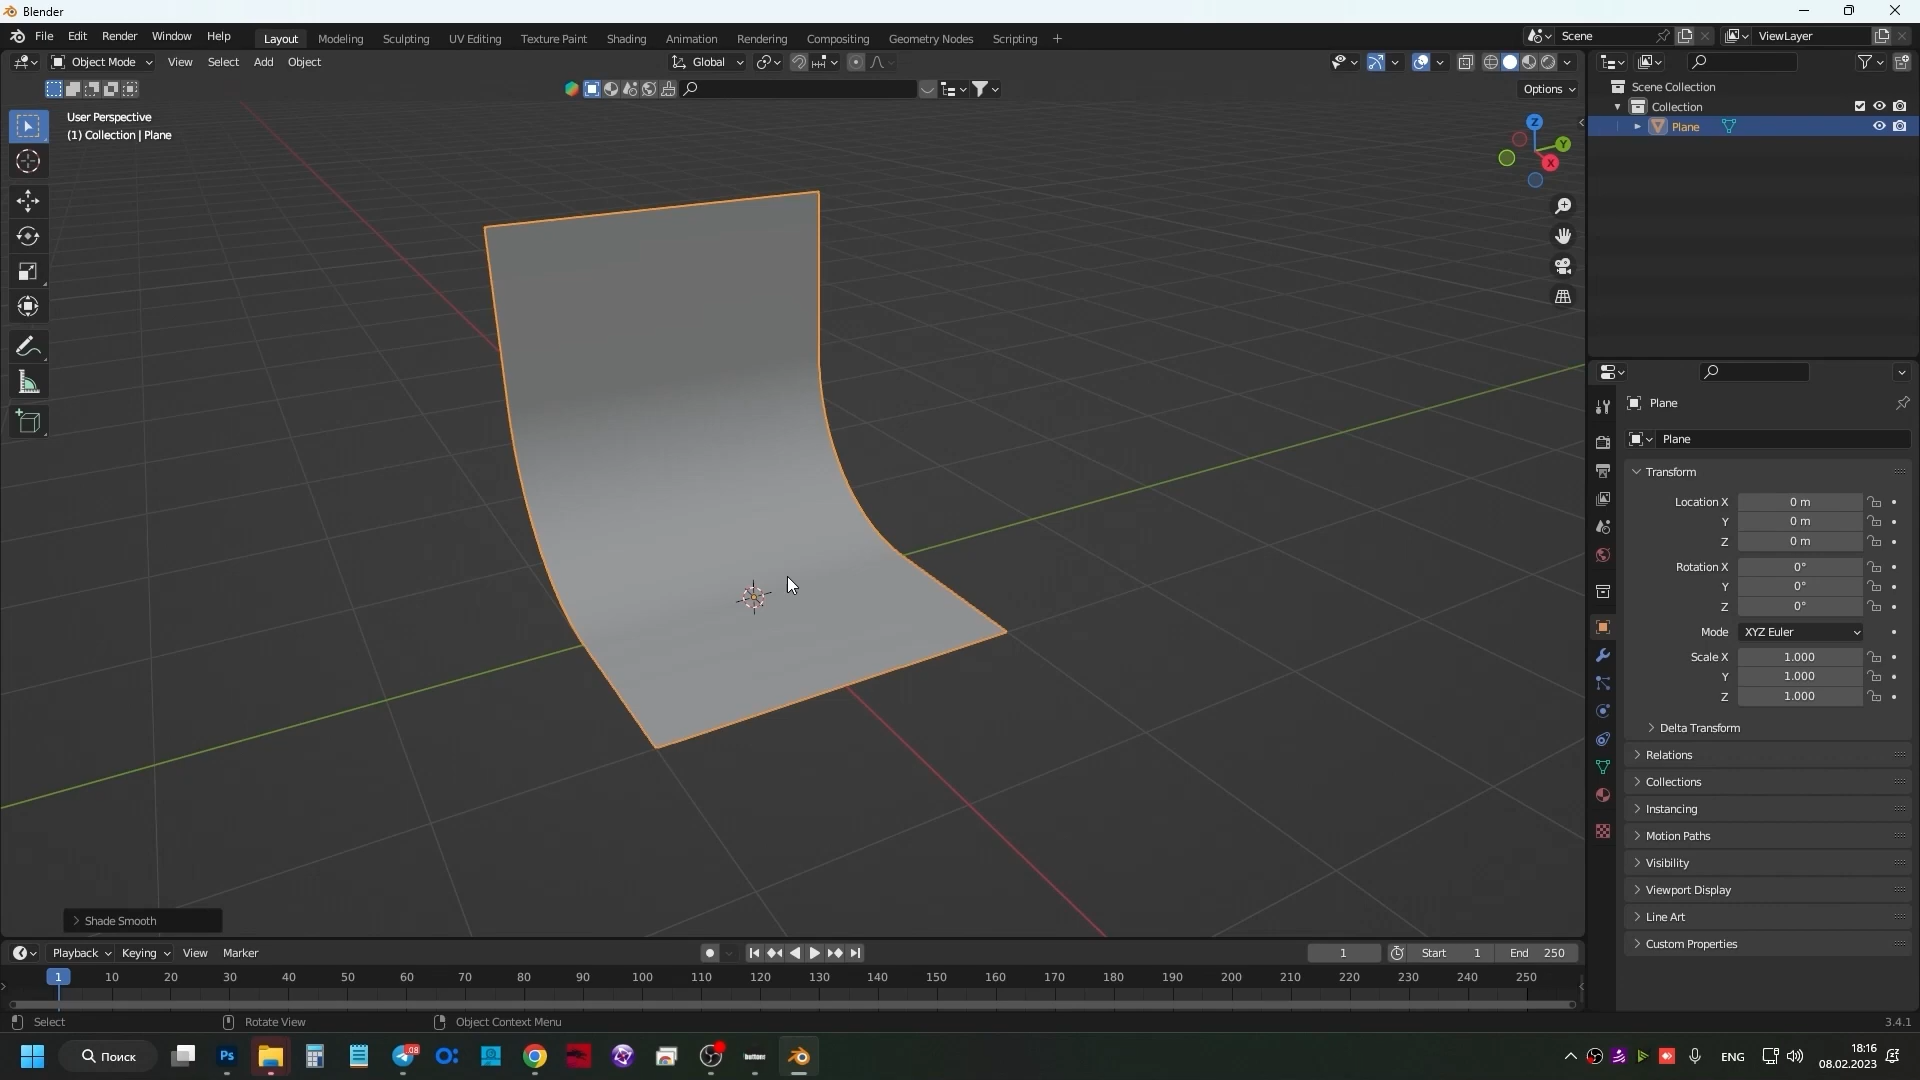 Blender
File Edit Render Window Help Layout Modeling Sculpting UV Editing Texture Paint Shading Animation Rendering Compositing Geometry Nodes Scripting + Scene ViewLayer
Object Mode View Select Add Object Global
Options
User Perspective
(1) Collection | Plane
Z
Y
X
Scene Collection
Collection
Plane
Plane
Plane
Transform
Location X 0 m
Y 0 m
Z 0 m
Rotation X 0°
Y 0°
Z 0°
Mode XYZ Euler
Scale X 1.000
Y 1.000
Z 1.000
Delta Transform
Relations
Collections
Instancing
Motion Paths
Visibility
Viewport Display
Line Art
Custom Properties
Shade Smooth
Playback Keying View Marker 1 Start 1 End 250
1 10 20 30 40 50 60 70 80 90 100 110 120 130 140 150 160 170 180 190 200 210 220 230 240 250
Select Rotate View Object Context Menu 3.4.1
Поиск Ps .08 ENG 18:16
08.02.2023